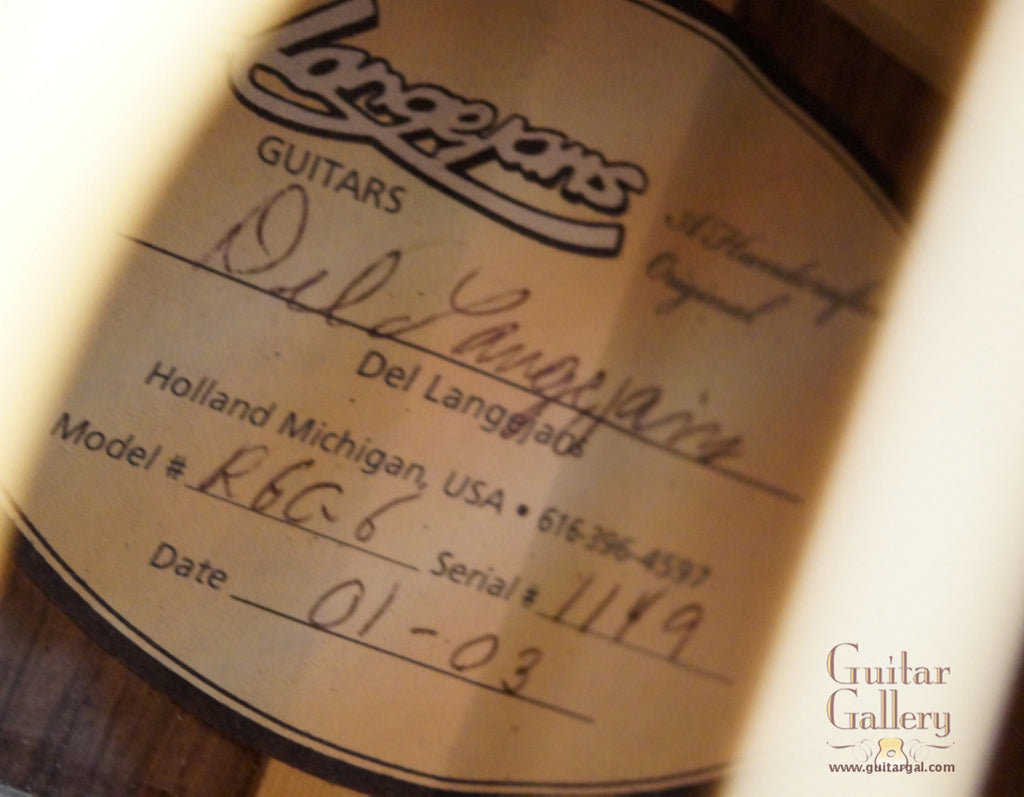 Langejans
GUITARS
A Handcrafted
Original
Del Langejans
Del Langejans
Holland Michigan, USA • 616-396-4597
Model # RGC-6 Serial # 1149
Date 01-03
Guitar
Gallery
www.guitargal.com